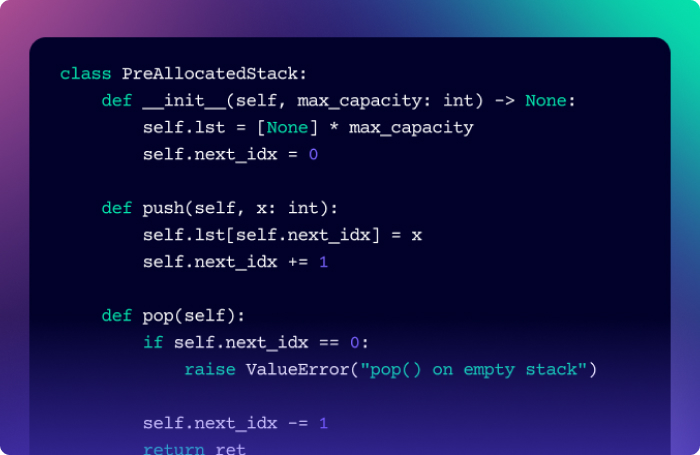 class PreAllocatedStack:
    def __init__(self, max_capacity: int) -> None:
        self.lst = [None] * max_capacity
        self.next_idx = 0
    def push(self, x: int):
        self.lst[self.next_idx] = x
        self.next_idx += 1
    def pop(self):
        if self.next_idx == 0:
            raise ValueError("pop() on empty stack")
        self.next_idx -= 1
        return ret